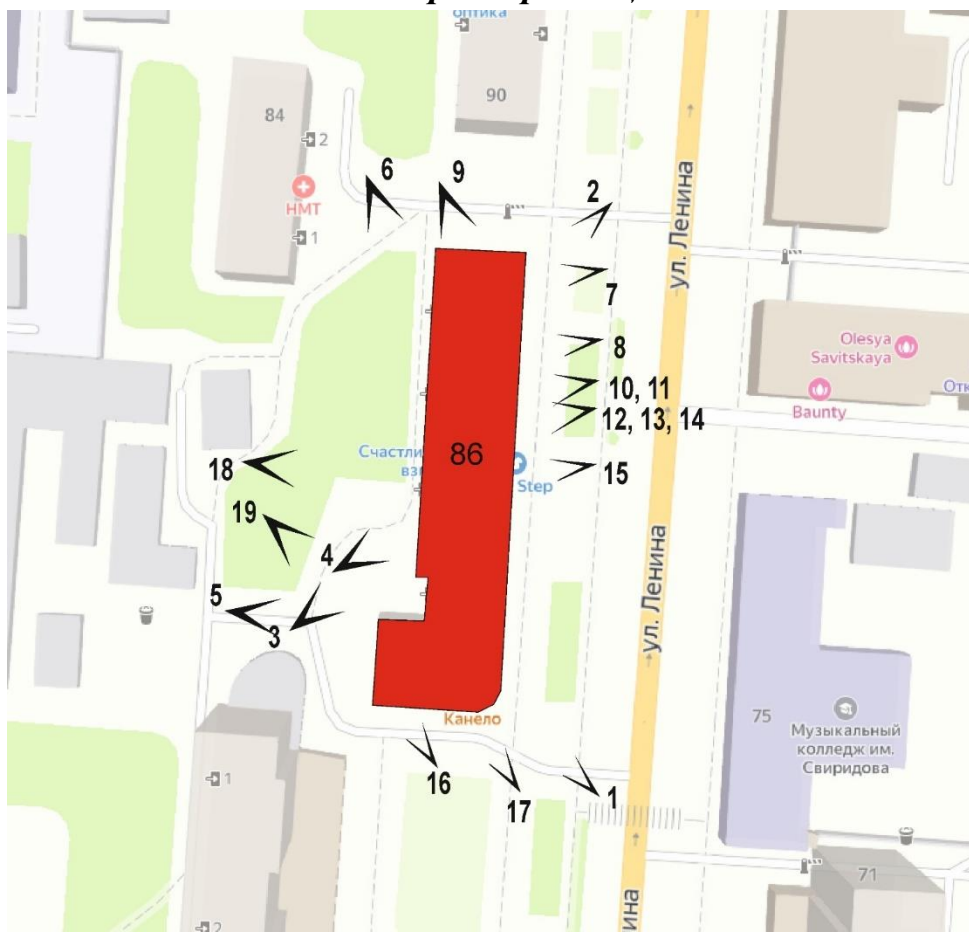 оптика
90
84
2
6
9
2
НМТ
1
ул. Ленина
7
Olesya
Savitskaya
8
10, 11
Baunty
12, 13, 14
Счастли
86
Step
15
18
19
4
5
3
ул. Ленина
75
Канело
Музыкальный
колледж им.
Свиридова
1
16
17
1
71
2